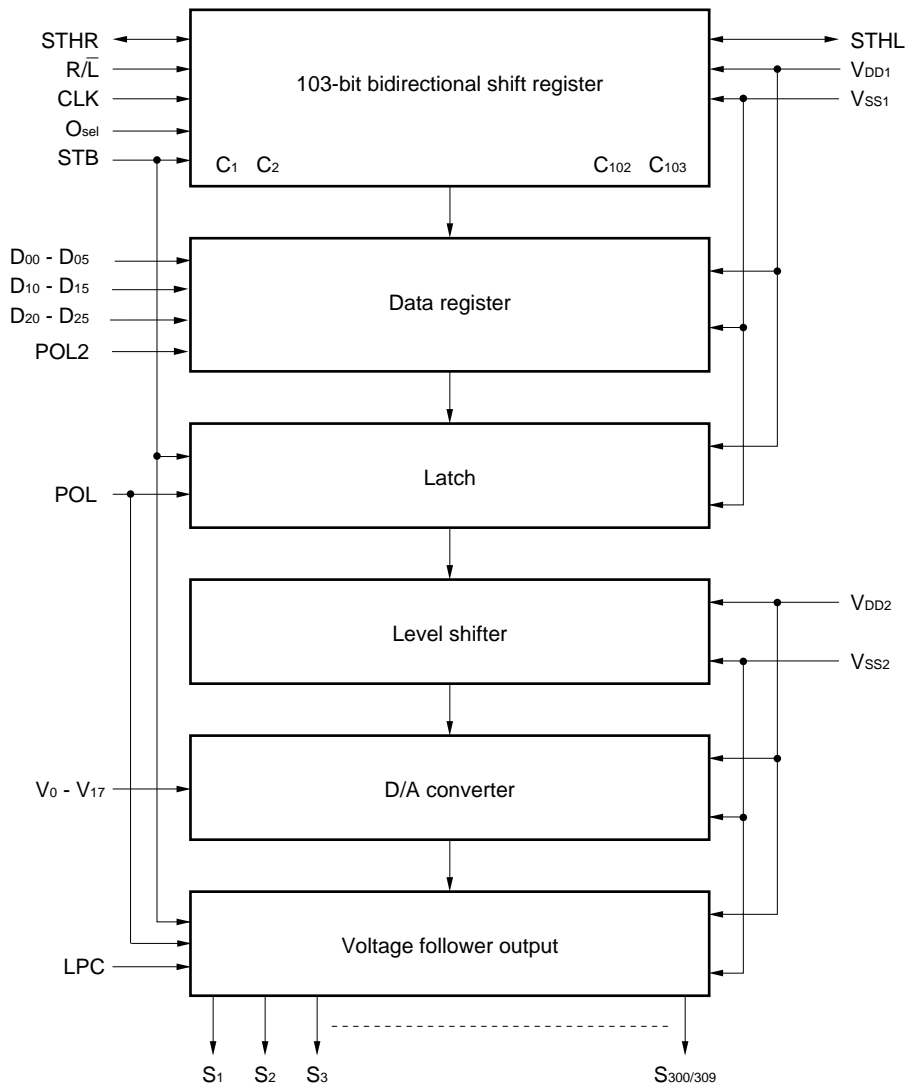 STHR
R/L̅
CLK
Osel
STB
103-bit bidirectional shift register
C1 C2 C102 C103
STHL
VDD1
VSS1
D00 - D05
D10 - D15
D20 - D25
POL2
Data register
POL
Latch
Level shifter
VDD2
VSS2
V0 - V17
D/A converter
LPC
Voltage follower output
S1 S2 S3 S300/309